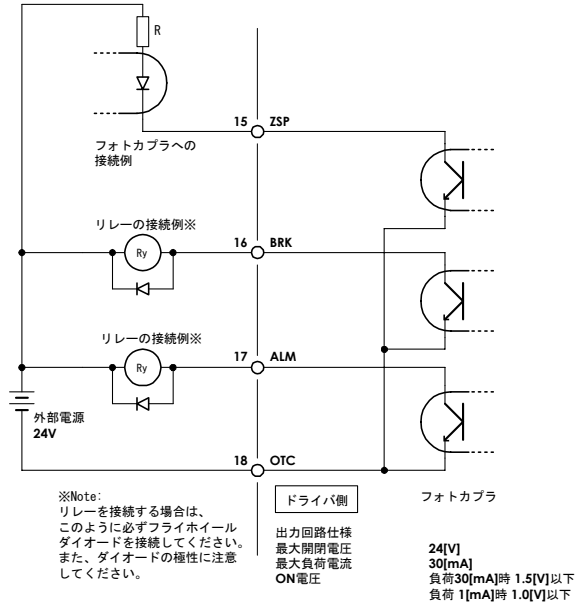 R
15 ZSP
フォトカプラへの
接続例
リレーの接続例※
Ry
16 BRK
リレーの接続例※
Ry
17 ALM
外部電源
24V
18 OTC
※Note:
リレーを接続する場合は、
このように必ずフライホイール
ダイオードを接続してください。
また、ダイオードの極性に注意
してください。
ドライバ側
フォトカプラ
出力回路仕様
最大開閉電圧 24[V]
最大負荷電流 30[mA]
ON電圧 負荷30[mA]時 1.5[V]以下
負荷 1[mA]時 1.0[V]以下